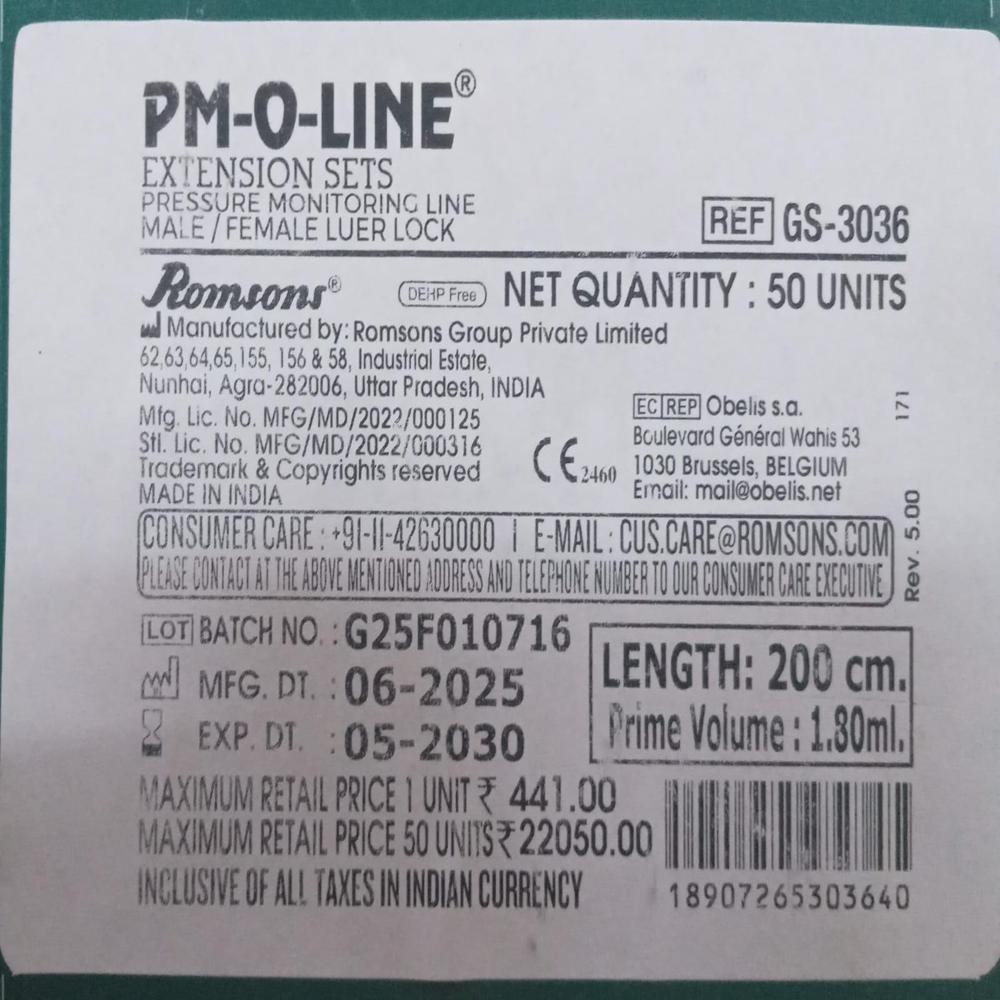 PM-O-LINE®
EXTENSION SETS
PRESSURE MONITORING LINE
MALE / FEMALE LUER LOCK
REF GS-3036
Romsons®
DEHP Free
NET QUANTITY : 50 UNITS
Manufactured by: Romsons Group Private Limited
62,63,64,65,155, 156 & 58, Industrial Estate,
Nunhai, Agra-282006, Uttar Pradesh, INDIA
Mfg. Lic. No. MFG/MD/2022/000125
Stl. Lic. No. MFG/MD/2022/000316
Trademark & Copyrights reserved
MADE IN INDIA
CE 2460
EC REP Obelis s.a.
Boulevard Général Wahis 53
1030 Brussels, BELGIUM
Email: mail@obelis.net
171
Rev. 5.00
CONSUMER CARE : +91-11-42630000 | E-MAIL : CUS.CARE@ROMSONS.COM
PLEASE CONTACT AT THE ABOVE MENTIONED ADDRESS AND TELEPHONE NUMBER TO OUR CONSUMER CARE EXECUTIVE
LOT BATCH NO. : G25F010716
MFG. DT. : 06-2025
EXP. DT. : 05-2030
LENGTH: 200 cm.
Prime Volume : 1.80ml.
MAXIMUM RETAIL PRICE 1 UNIT ₹ 441.00
MAXIMUM RETAIL PRICE 50 UNITS ₹ 22050.00
INCLUSIVE OF ALL TAXES IN INDIAN CURRENCY
18907265303640